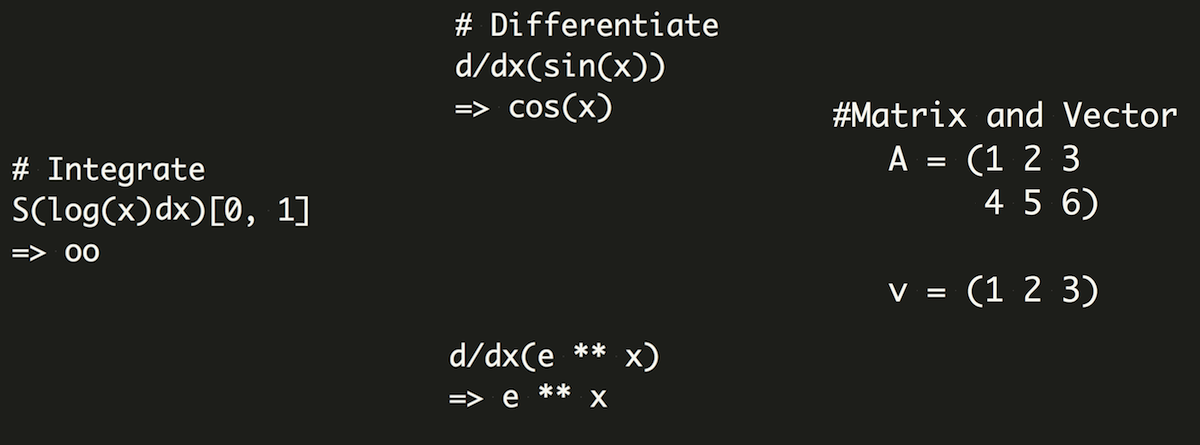 # Integrate
S(log(x)dx)[0, 1]
=> oo
# Differentiate
d/dx(sin(x))
=> cos(x)
d/dx(e ** x)
=> e ** x
#Matrix and Vector
A = (1 2 3
4 5 6)
v = (1 2 3)